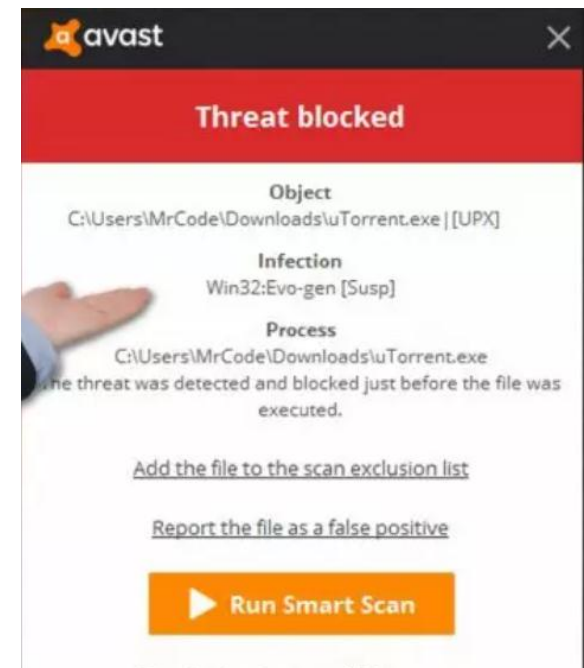 avast
Threat blocked
Object
C:\Users\MrCode\Downloads\uTorrent.exe|[UPX]
Infection
Win32:Evo-gen [Susp]
Process
C:\Users\MrCode\Downloads\uTorrent.exe
he threat was detected and blocked just before the file was
executed.
Add the file to the scan exclusion list
Report the file as a false positive
Run Smart Scan